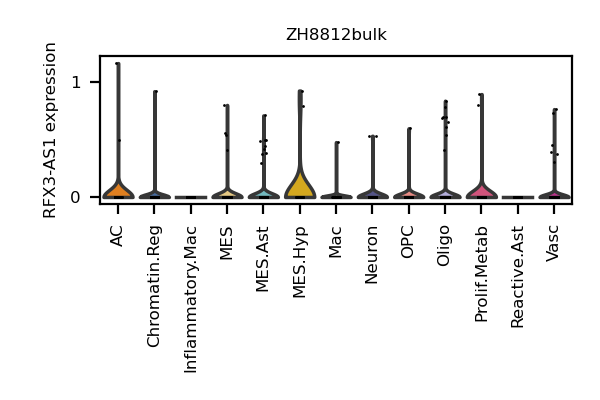 ZH8812bulk
RFX3-AS1 expression
1
0
AC
Chromatin.Reg
Inflammatory.Mac
MES
MES.Ast
MES.Hyp
Mac
Neuron
OPC
Oligo
Prolif.Metab
Reactive.Ast
Vasc